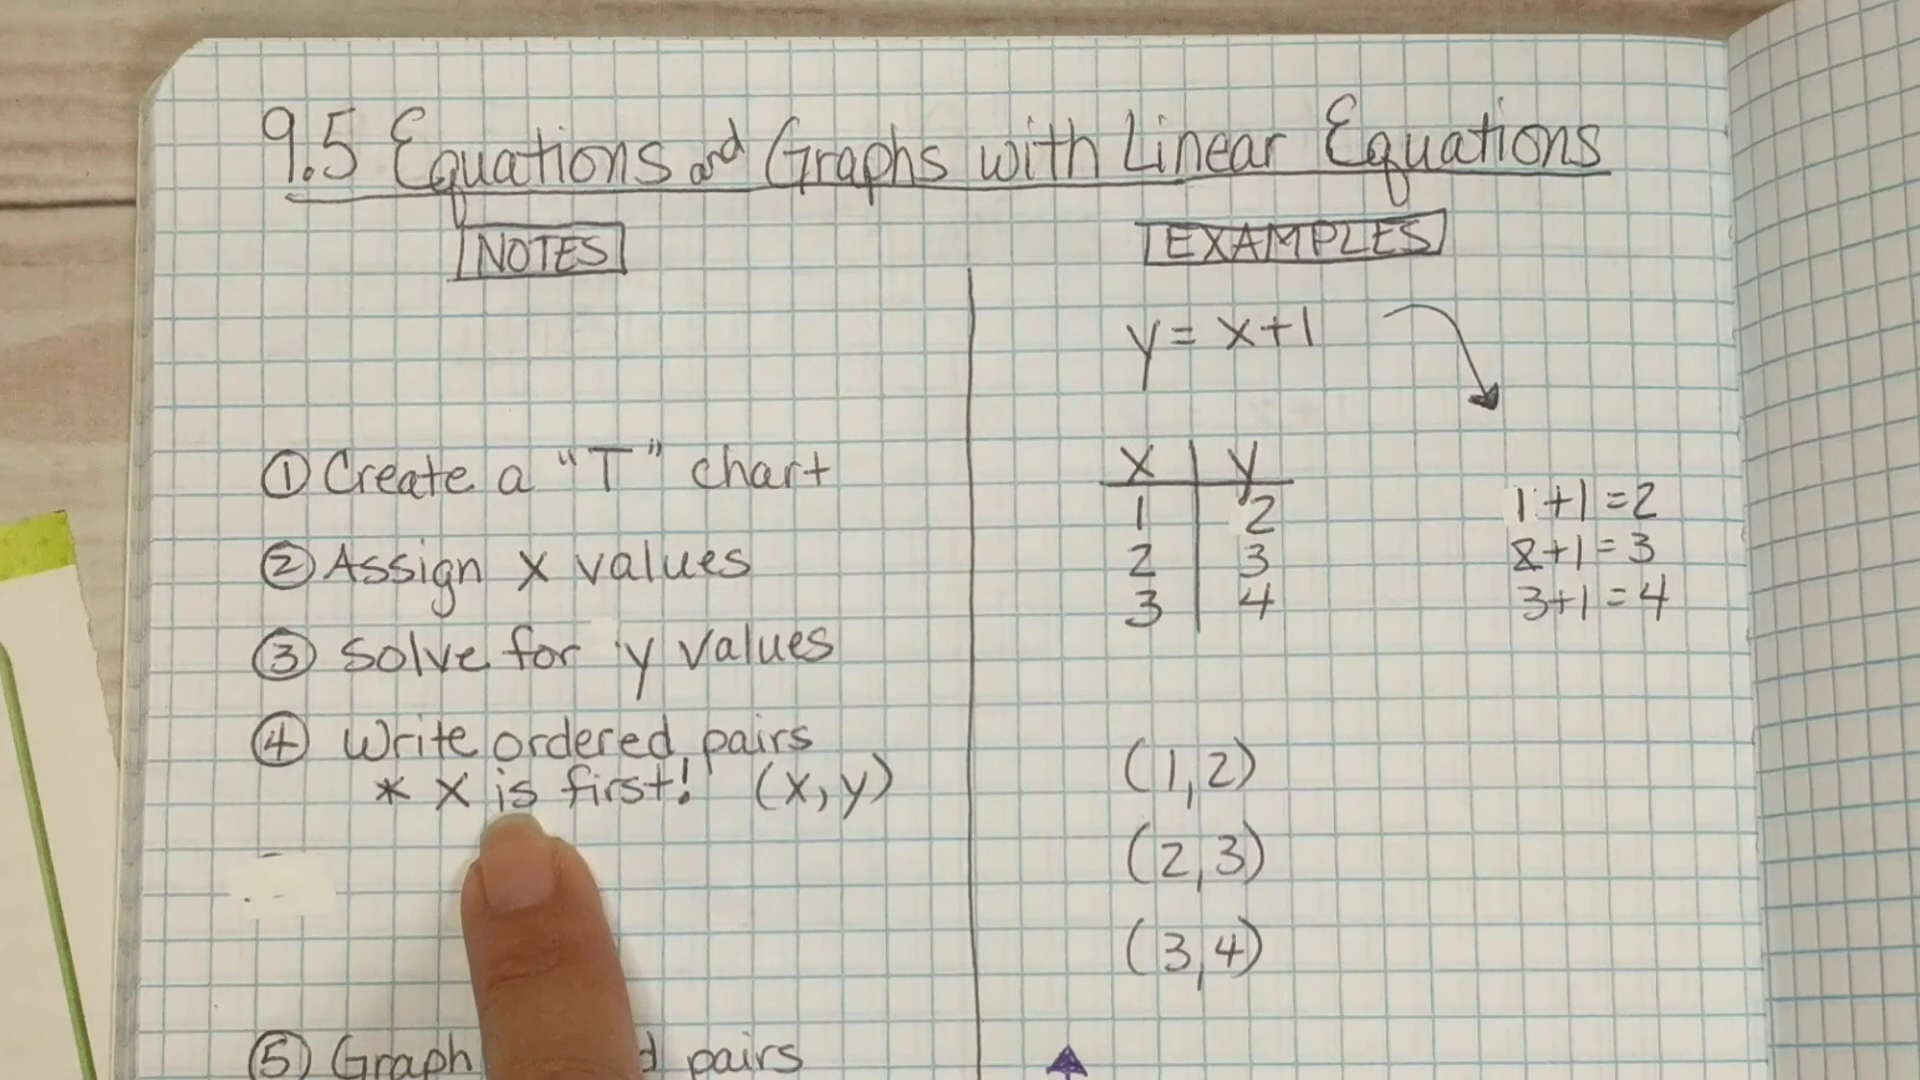 9.5 Equations and Graphs with Linear Equations
NOTES
① Create a "T" chart
② Assign x values
③ Solve for y values
④ Write ordered pairs
* X is first! (x,y)
⑤ Graph pairs
EXAMPLES
y = x+1
X | y
1 | 2
2 | 3
3 | 4
1+1=2
2+1=3
3+1=4
(1,2)
(2,3)
(3,4)